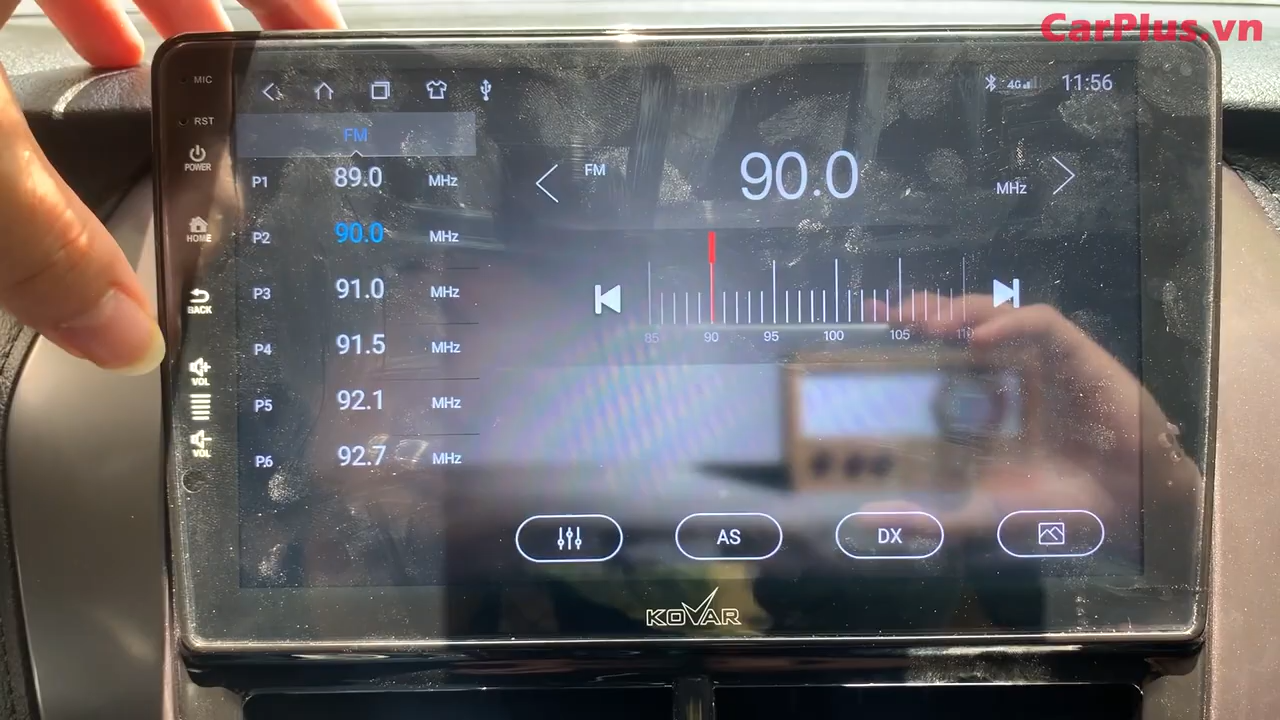 CarPlus.vn
MIC
4G
11:56
RST
FM
POWER
P1 89.0 MHz
FM 90.0 MHz
HOME
P2 90.0 MHz
P3 91.0 MHz
BACK
85 90 95 100 105 110
P4 91.5 MHz
VOL
P5 92.1 MHz
VOL
P6 92.7 MHz
AS DX
KOVAR